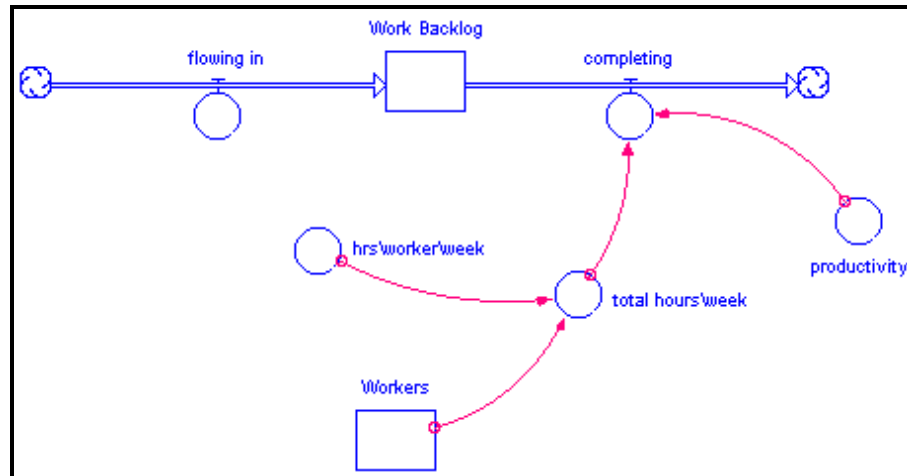 Work Backlog
flowing in
completing
hrs\worker\week
productivity
total hours\week
Workers